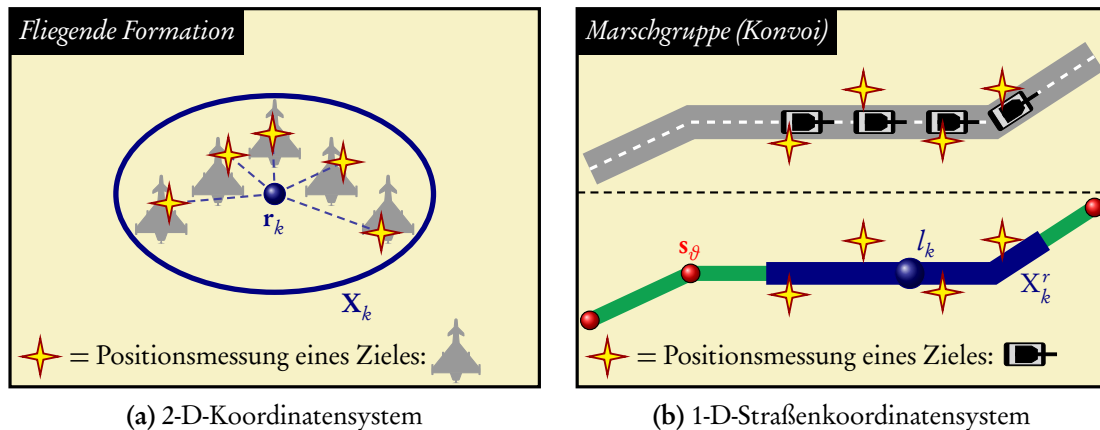 Fliegende Formation
r_k
X_k
= Positionsmessung eines Zieles:
(a) 2-D-Koordinatensystem
Marschgruppe (Konvoi)
s_ϑ
l_k
X_k^r
= Positionsmessung eines Zieles:
(b) 1-D-Straßenkoordinatensystem